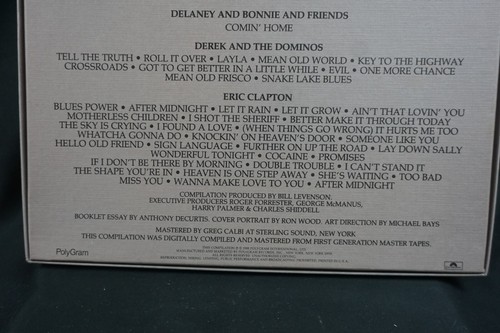 DELANEY AND BONNIE AND FRIENDS
COMIN' HOME
DEREK AND THE DOMINOS
TELL THE TRUTH • ROLL IT OVER • LAYLA • MEAN OLD WORLD • KEY TO THE HIGHWAY
CROSSROADS • GOT TO GET BETTER IN A LITTLE WHILE • EVIL • ONE MORE CHANCE
MEAN OLD FRISCO • SNAKE LAKE BLUES
ERIC CLAPTON
BLUES POWER • AFTER MIDNIGHT • LET IT RAIN • LET IT GROW • AIN'T THAT LOVIN' YOU
MOTHERLESS CHILDREN • I SHOT THE SHERIFF • BETTER MAKE IT THROUGH TODAY
THE SKY IS CRYING • I FOUND A LOVE • (WHEN THINGS GO WRONG) IT HURTS ME TOO
WHATCHA GONNA DO • KNOCKIN' ON HEAVEN'S DOOR • SOMEONE LIKE YOU
HELLO OLD FRIEND • SIGN LANGUAGE • FURTHER ON UP THE ROAD • LAY DOWN SALLY
WONDERFUL TONIGHT • COCAINE • PROMISES
IF I DON'T BE THERE BY MORNING • DOUBLE TROUBLE • I CAN'T STAND IT
THE SHAPE YOU'RE IN • HEAVEN IS ONE STEP AWAY • SHE'S WAITING • TOO BAD
MISS YOU • WANNA MAKE LOVE TO YOU • AFTER MIDNIGHT
COMPILATION PRODUCED BY BILL LEVENSON.
EXECUTIVE PRODUCERS ROGER FORRESTER, GEORGE McMANUS,
HARRY PALMER & CHARLES SHIDDELL
BOOKLET ESSAY BY ANTHONY DECURTIS. COVER PORTRAIT BY RON WOOD. ART DIRECTION BY MICHAEL BAYS
MASTERED BY GREG CALBI AT STERLING SOUND, NEW YORK
THIS COMPILATION WAS DIGITALLY COMPILED AND MASTERED FROM FIRST GENERATION MASTER TAPES.
PolyGram